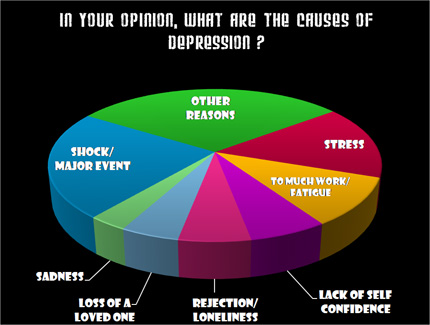 In your opinion, what are the causes of
depression ?
Other
reasons
Stress
Shock/
major event
To much work/
Fatigue
Sadness
Loss of a
loved one
Rejection/
Loneliness
Lack of self
confidence